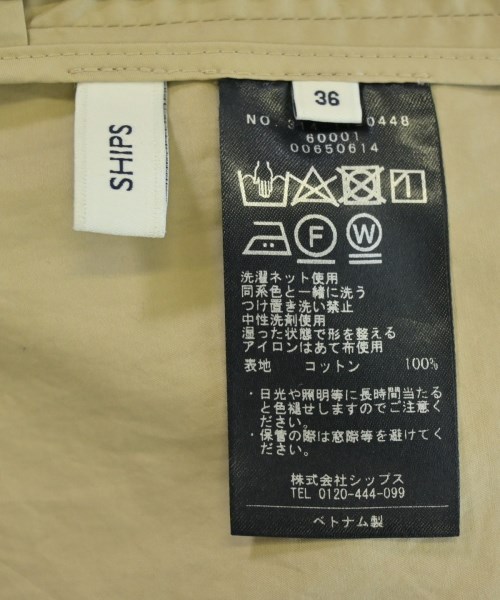 SHIPS
36
NO. 0448
60001
00650614
F
W
洗濯ネット使用
同系色と一緒に洗う
つけ置き洗い禁止
中性洗剤使用
湿った状態で形を整える
アイロンはあて布使用
表地 コットン 100%
・日光や照明等に長時間当たる
と色褪せしますのでご注意く
ださい。
・保管の際は窓際等を避けてく
ださい。
株式会社シップス
TEL 0120-444-099
ベトナム製